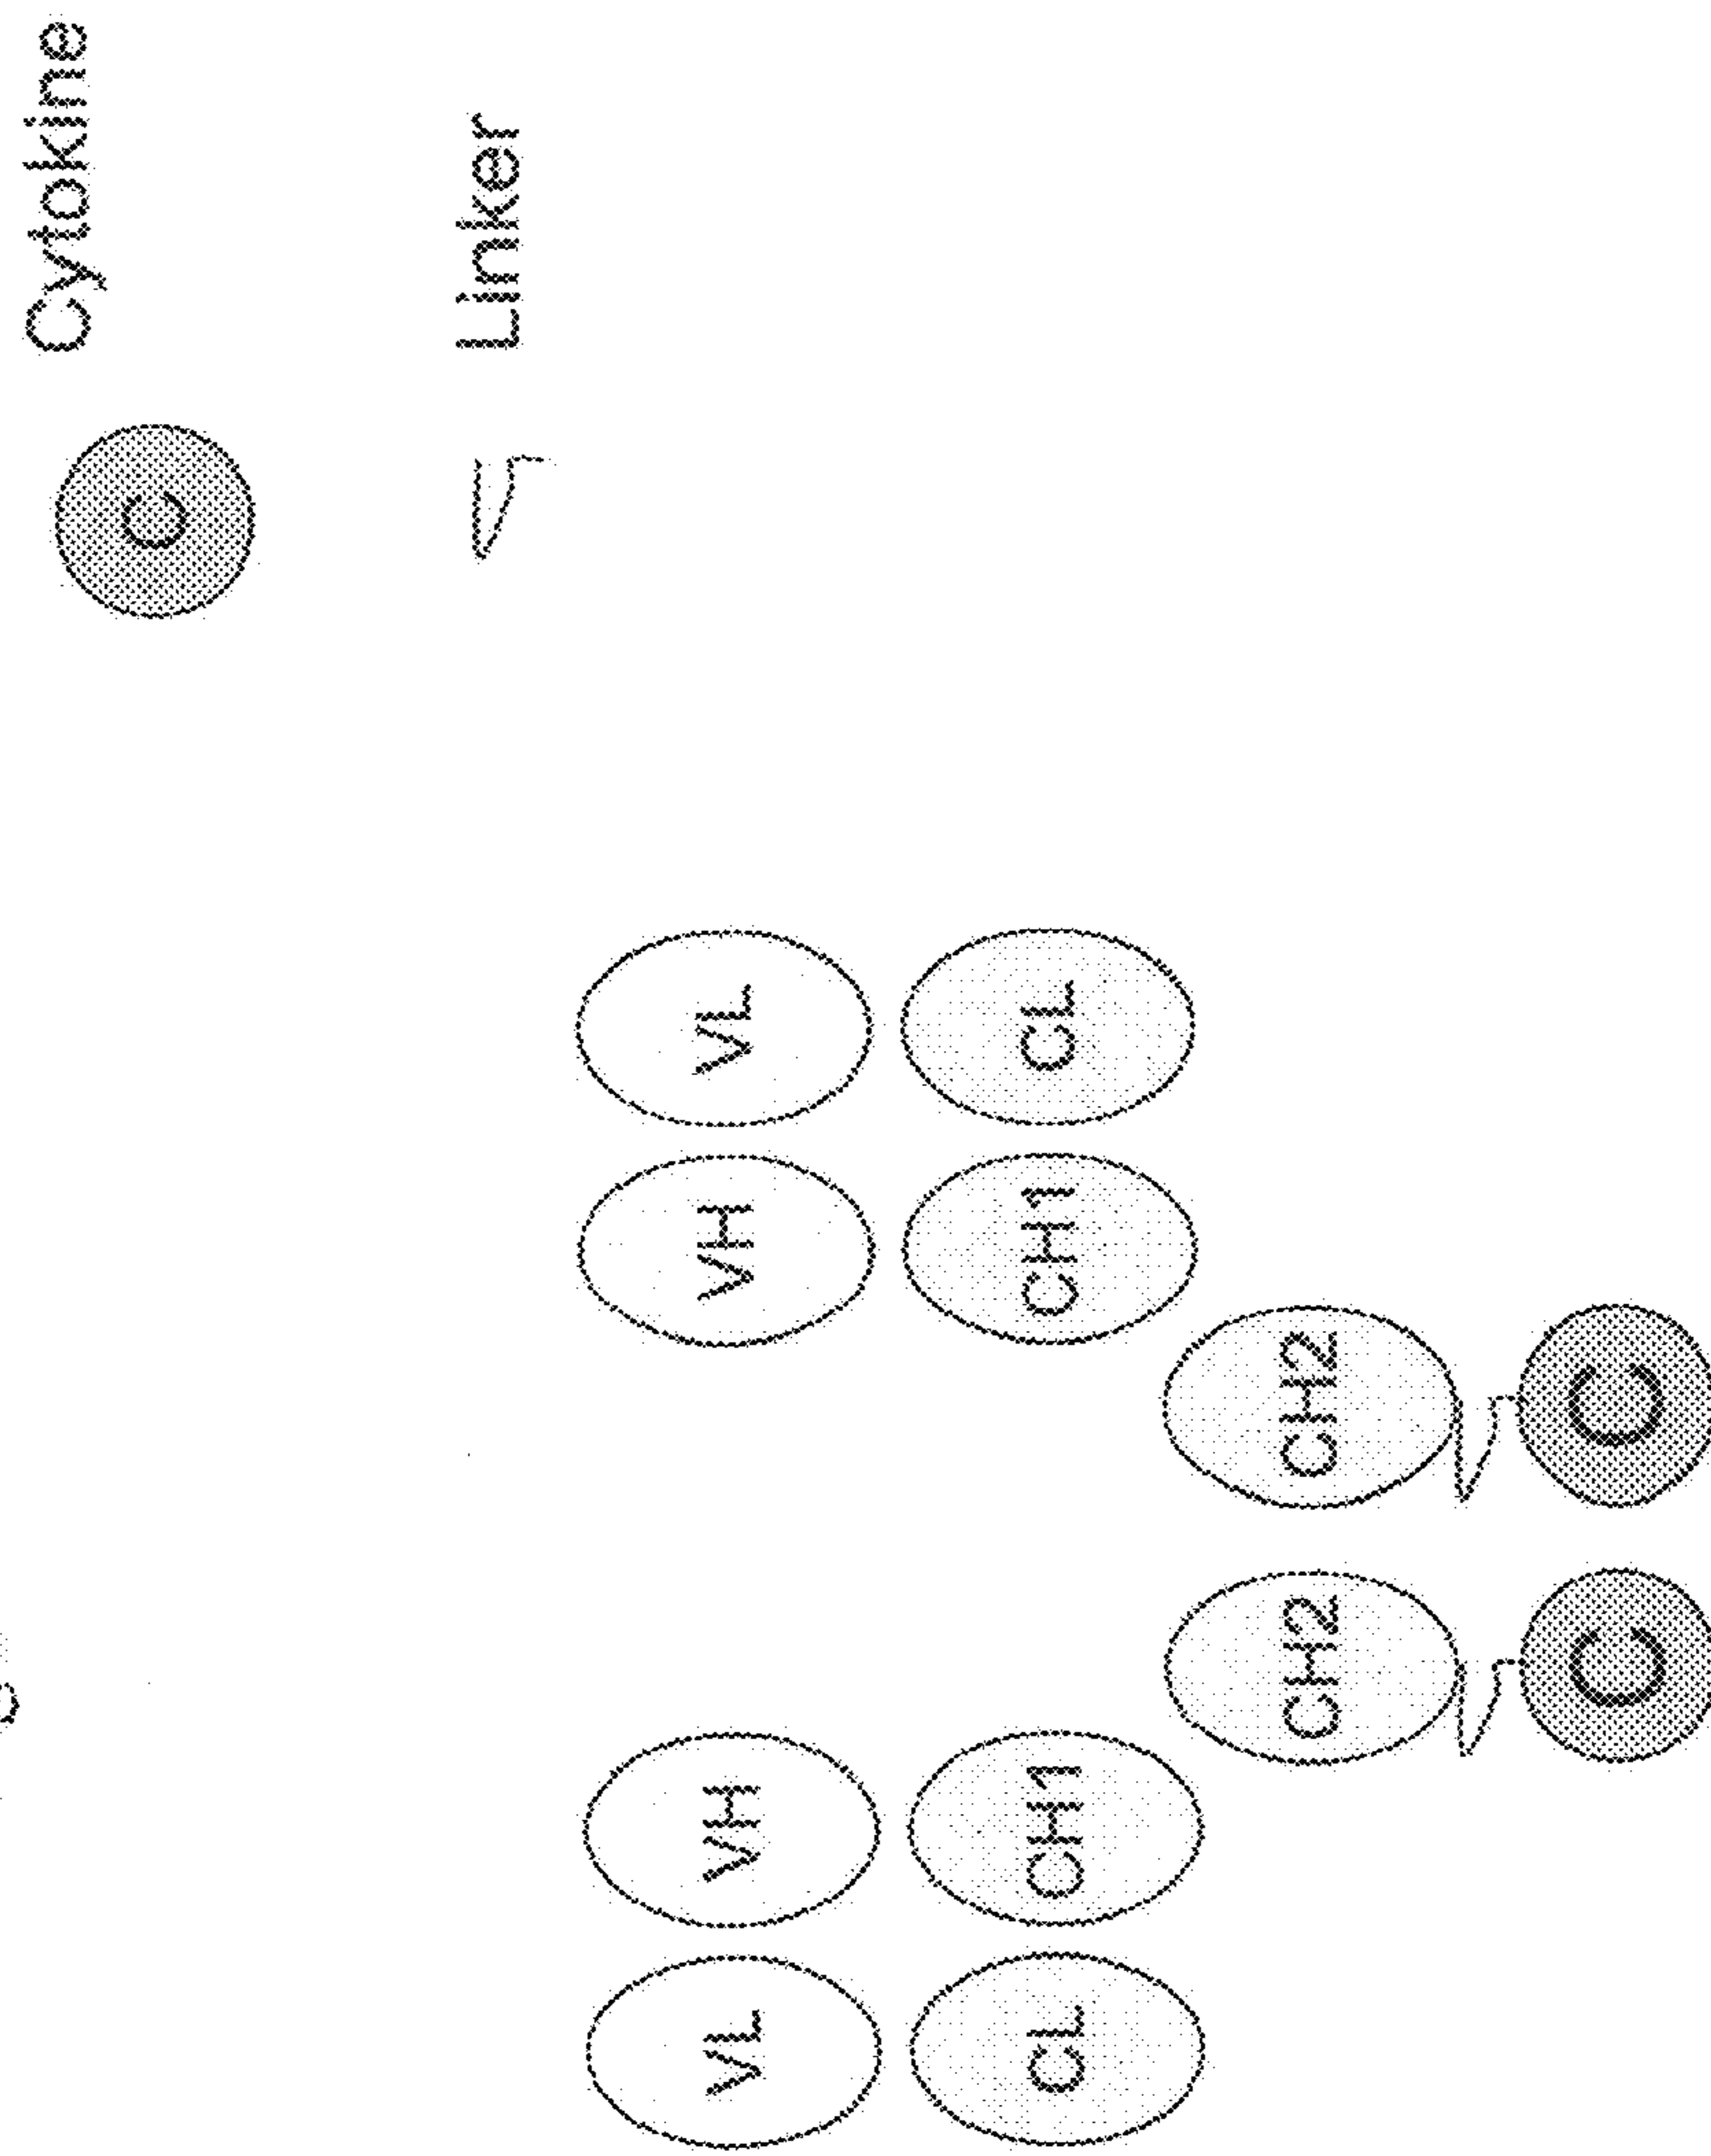 C Cytokine
Linker
VL VH VH VL
CL CH1 CH1 CL
CH2 CH2
C C